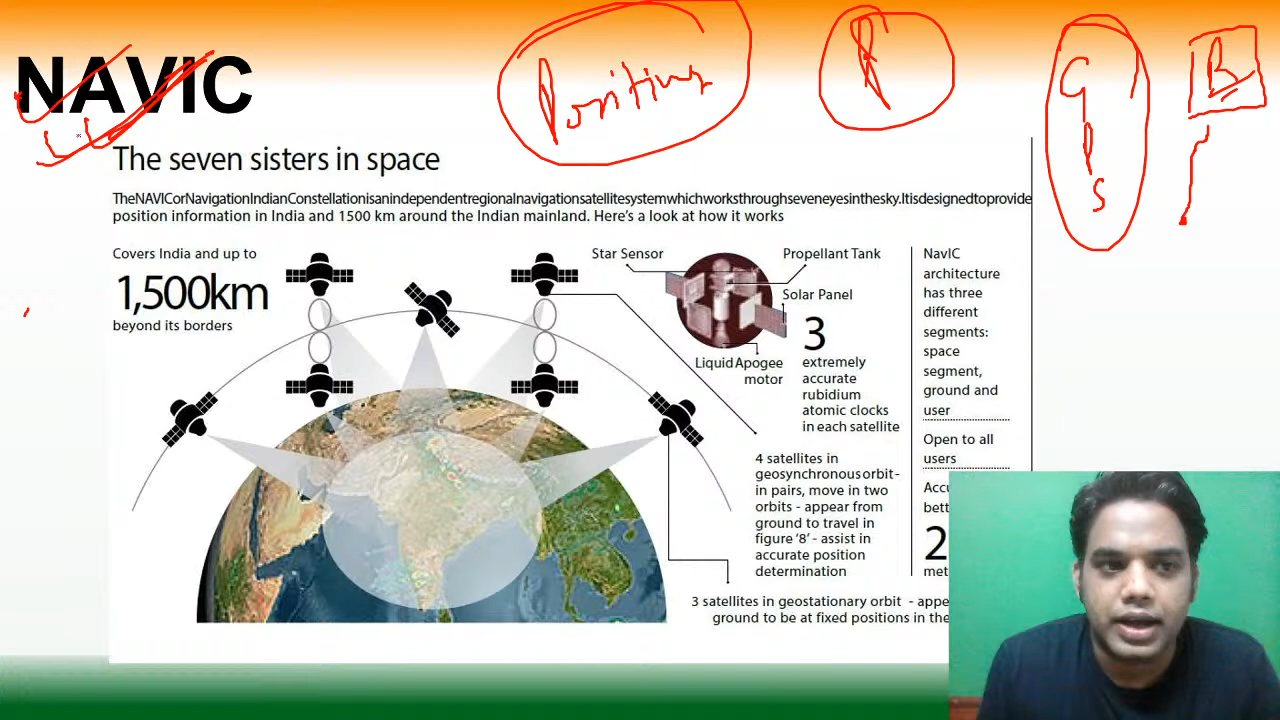 NAVIC
Positing
R
G
P
S
B
The seven sisters in space
TheNAVICorNavigationIndianConstellationisanindependentregionalnavigationsatellitesystemwhichworksthroughseveneyesinthesky.Itisdesignedtoprovide
position information in India and 1500 km around the Indian mainland. Here's a look at how it works
Covers India and up to
1,500km
beyond its borders
Star Sensor
Propellant Tank
Solar Panel
Liquid Apogee
motor
3
extremely
accurate
rubidium
atomic clocks
in each satellite
4 satellites in
geosynchronous orbit -
in pairs, move in two
orbits - appear from
ground to travel in
figure '8' - assist in
accurate position
determination
3 satellites in geostationary orbit - appe
ground to be at fixed positions in the
NavIC
architecture
has three
different
segments:
space
segment,
ground and
user
Open to all
users
Accu
bett
2
met